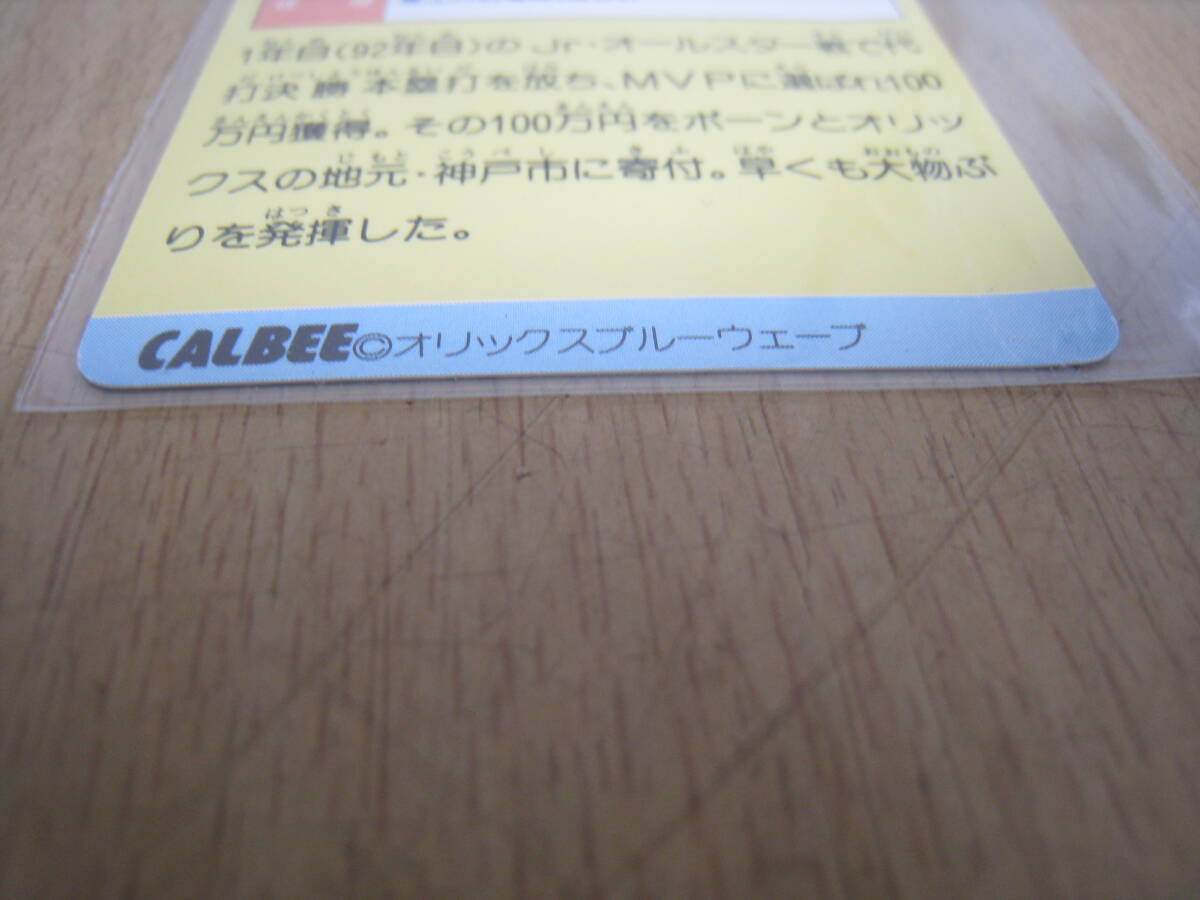 1年目(92年目)の Jr・オールスター戦で代
打決勝本塁打を放ち、MVPに選ばれ100
万円獲得。その100万円をポーンとオリッ
クスの地元・神戸市に寄付。早くも大物ぶ
りを発揮した。
CALBEE©オリックスブルーウェーブ